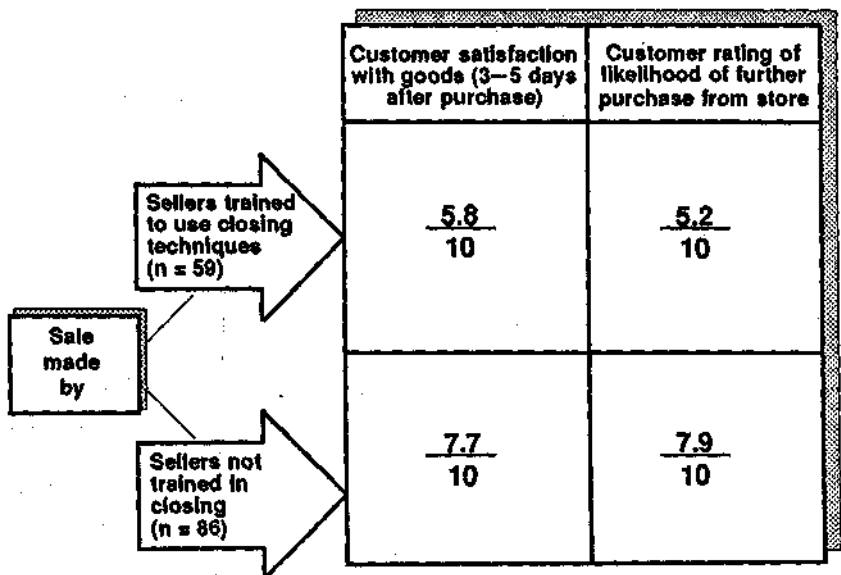 Customer satisfaction
with goods (3–5 days
after purchase)
Customer rating of
likelihood of further
purchase from store
Sellers trained
to use closing
techniques
(n = 59)
5.8
10
5.2
10
Sale
made
by
Sellers not
trained in
closing
(n = 86)
7.7
10
7.9
10